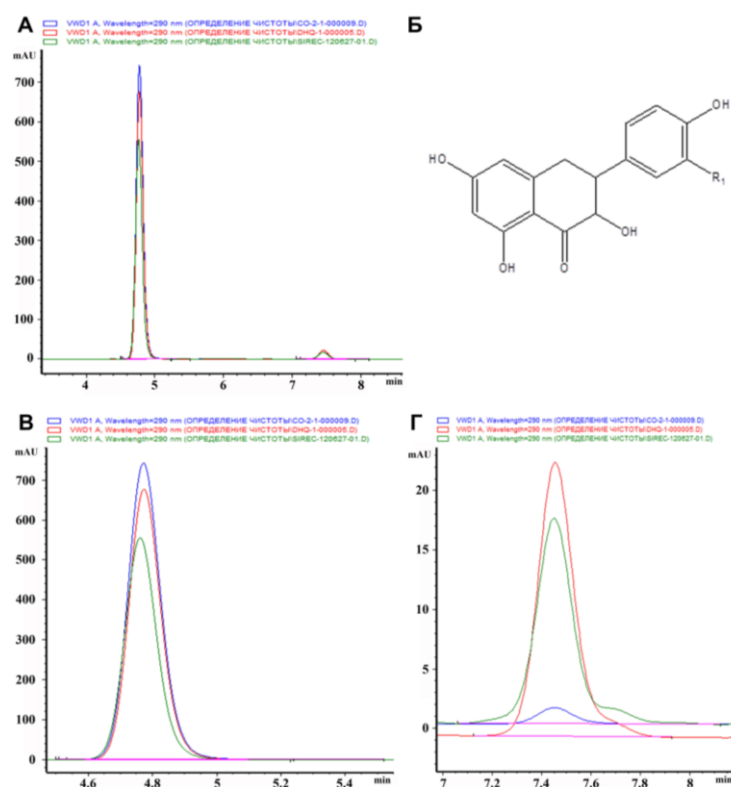 А
VWD1 A, Wavelength=290 nm (ОПРЕДЕЛЕНИЕ ЧИСТОТЫ\CO-2-1-000009.D)
VWD1 A, Wavelength=290 nm (ОПРЕДЕЛЕНИЕ ЧИСТОТЫ\DHQ-1-000005.D)
VWD1 A, Wavelength=290 nm (ОПРЕДЕЛЕНИЕ ЧИСТОТЫ\SIREC-120627-01.D)
mAU
700
600
500
400
300
200
100
0
4 5 6 7 8 min
Б
OH
HO
R1
OH
OH
O
В
VWD1 A, Wavelength=290 nm (ОПРЕДЕЛЕНИЕ ЧИСТОТЫ\CO-2-1-000009.D)
VWD1 A, Wavelength=290 nm (ОПРЕДЕЛЕНИЕ ЧИСТОТЫ\DHQ-1-000005.D)
VWD1 A, Wavelength=290 nm (ОПРЕДЕЛЕНИЕ ЧИСТОТЫ\SIREC-120627-01.D)
mAU
700
600
500
400
300
200
100
0
4.6 4.8 5 5.2 5.4 min
Г
VWD1 A, Wavelength=290 nm (ОПРЕДЕЛЕНИЕ ЧИСТОТЫ\CO-2-1-000009.D)
VWD1 A, Wavelength=290 nm (ОПРЕДЕЛЕНИЕ ЧИСТОТЫ\DHQ-1-000005.D)
VWD1 A, Wavelength=290 nm (ОПРЕДЕЛЕНИЕ ЧИСТОТЫ\SIREC-120627-01.D)
mAU
20
15
10
5
0
7 7.2 7.4 7.6 7.8 8 min